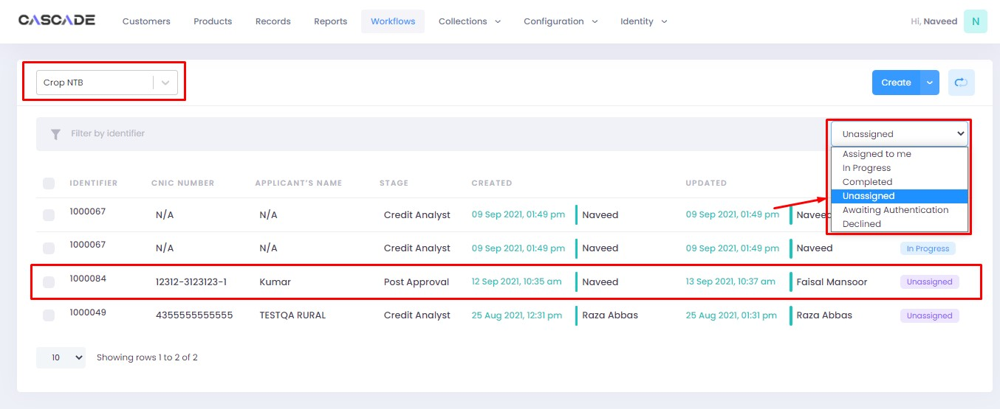 CASCADE Customers Products Records Reports Workflows Collections Configuration Identity Hi, Naveed N
Crop NTB Create
Filter by identifier Unassigned
Assigned to me
In Progress
Completed
Unassigned
Awaiting Authentication
Declined
IDENTIFIER CNIC NUMBER APPLICANT'S NAME STAGE CREATED UPDATED
1000067 N/A N/A Credit Analyst 09 Sep 2021, 01:49 pm Naveed 09 Sep 2021, 01:49 pm
1000067 N/A N/A Credit Analyst 09 Sep 2021, 01:49 pm Naveed 09 Sep 2021, 01:49 pm Naveed In Progress
1000084 12312-3123123-1 Kumar Post Approval 12 Sep 2021, 10:35 am Naveed 13 Sep 2021, 10:37 am Faisal Mansoor Unassigned
1000049 4355555555555 TESTQA RURAL Credit Analyst 25 Aug 2021, 12:31 pm Raza Abbas 25 Aug 2021, 01:31 pm Raza Abbas Unassigned
10 Showing rows 1 to 2 of 2